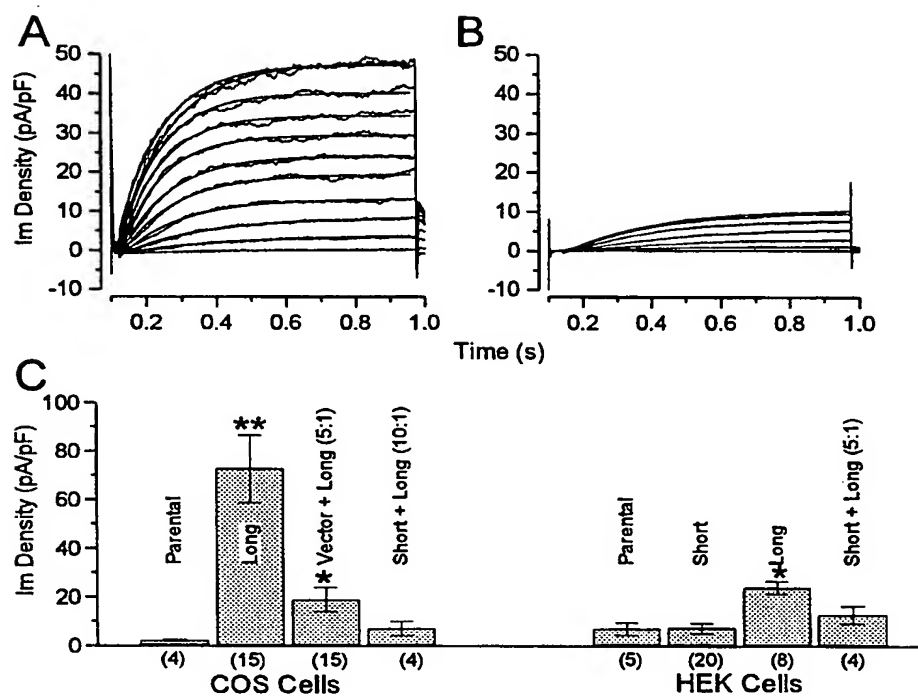 A
B
Im Density (pA/pF)
50
40
30
20
10
0
-10
0.2
0.4
0.6
0.8
1.0
50
40
30
20
10
0
-10
0.2
0.4
0.6
0.8
1.0
Time (s)
C
Im Density (pA/pF)
100
80
60
40
20
0
Parental
**
Long
Vector + Long (5:1)
*
Short + Long (10:1)
Parental
Short
Long
*
Short + Long (5:1)
(4)
(15)
(15)
(4)
(5)
(20)
(8)
(4)
COS Cells
HEK Cells